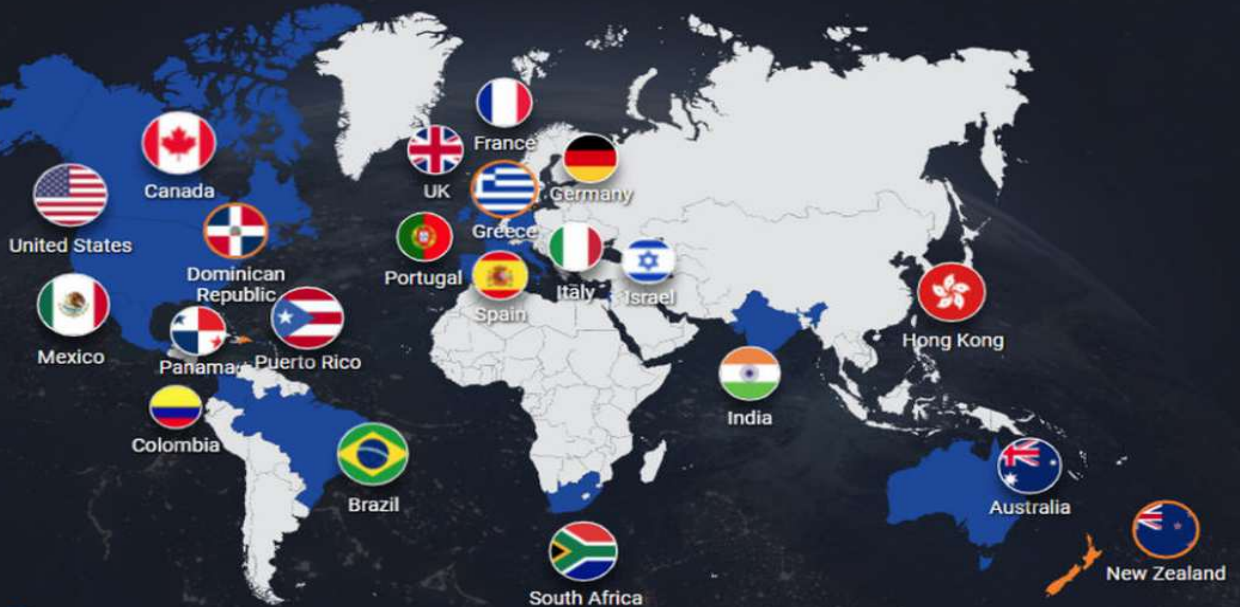 France
UK
Germany
Canada
United States
Greece
Dominican
Republic
Portugal
Italy
Israel
Spain
Mexico
Panama
Puerto Rico
Hong Kong
India
Colombia
Brazil
Australia
New Zealand
South Africa